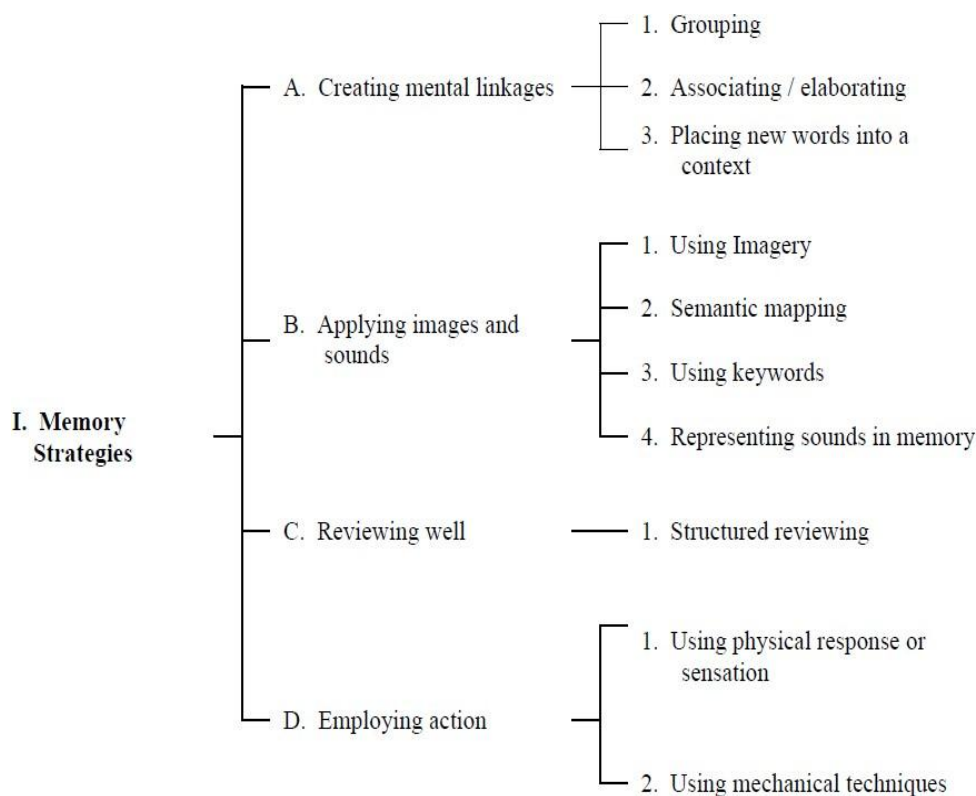 I. Memory
Strategies
A. Creating mental linkages
1. Grouping
2. Associating / elaborating
3. Placing new words into a
context
B. Applying images and
sounds
1. Using Imagery
2. Semantic mapping
3. Using keywords
4. Representing sounds in memory
C. Reviewing well
1. Structured reviewing
D. Employing action
1. Using physical response or
sensation
2. Using mechanical techniques